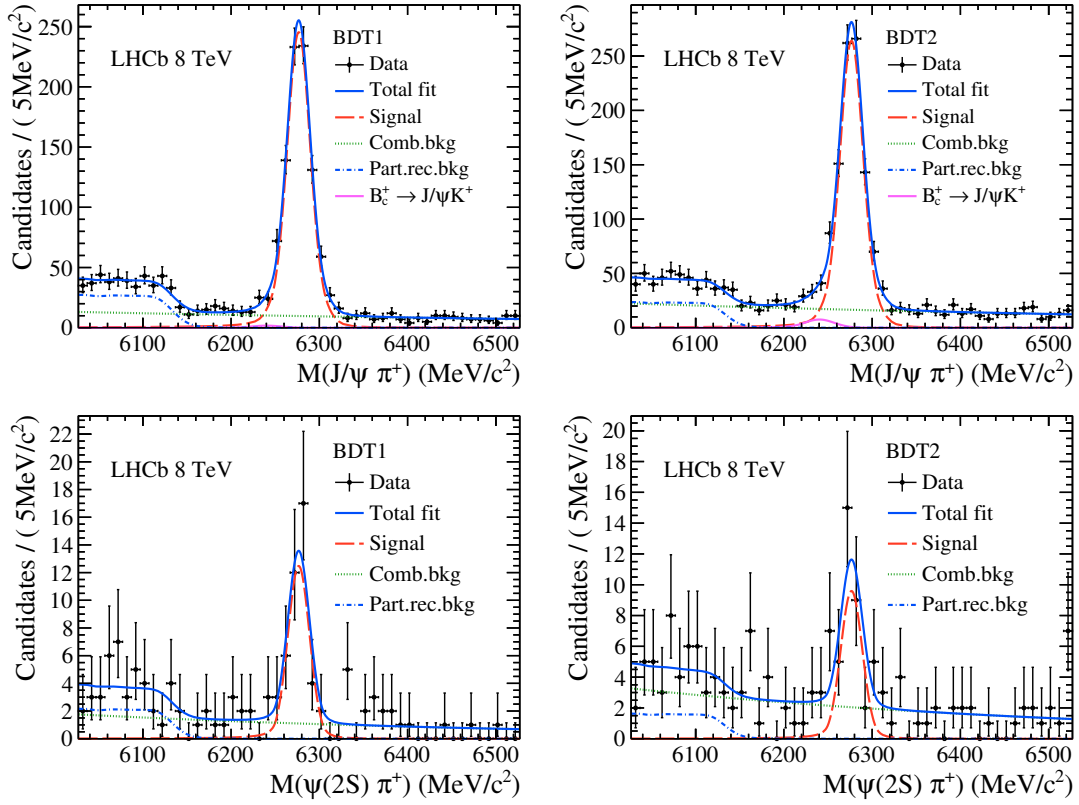 Candidates / ( 5MeV/c²)
250
200
150
100
50
0
LHCb 8 TeV
BDT1
Data
Total fit
Signal
Comb.bkg
Part.rec.bkg
B⁺c → J/ψK⁺
6100 6200 6300 6400 6500
M(J/ψ π⁺) (MeV/c²)
Candidates / ( 5MeV/c²)
250
200
150
100
50
0
LHCb 8 TeV
BDT2
Data
Total fit
Signal
Comb.bkg
Part.rec.bkg
B⁺c → J/ψK⁺
6100 6200 6300 6400 6500
M(J/ψ π⁺) (MeV/c²)
Candidates / ( 5MeV/c²)
22
20
18
16
14
12
10
8
6
4
2
0
LHCb 8 TeV
BDT1
Data
Total fit
Signal
Comb.bkg
Part.rec.bkg
6100 6200 6300 6400 6500
M(ψ(2S) π⁺) (MeV/c²)
Candidates / ( 5MeV/c²)
20
18
16
14
12
10
8
6
4
2
0
LHCb 8 TeV
BDT2
Data
Total fit
Signal
Comb.bkg
Part.rec.bkg
6100 6200 6300 6400 6500
M(ψ(2S) π⁺) (MeV/c²)